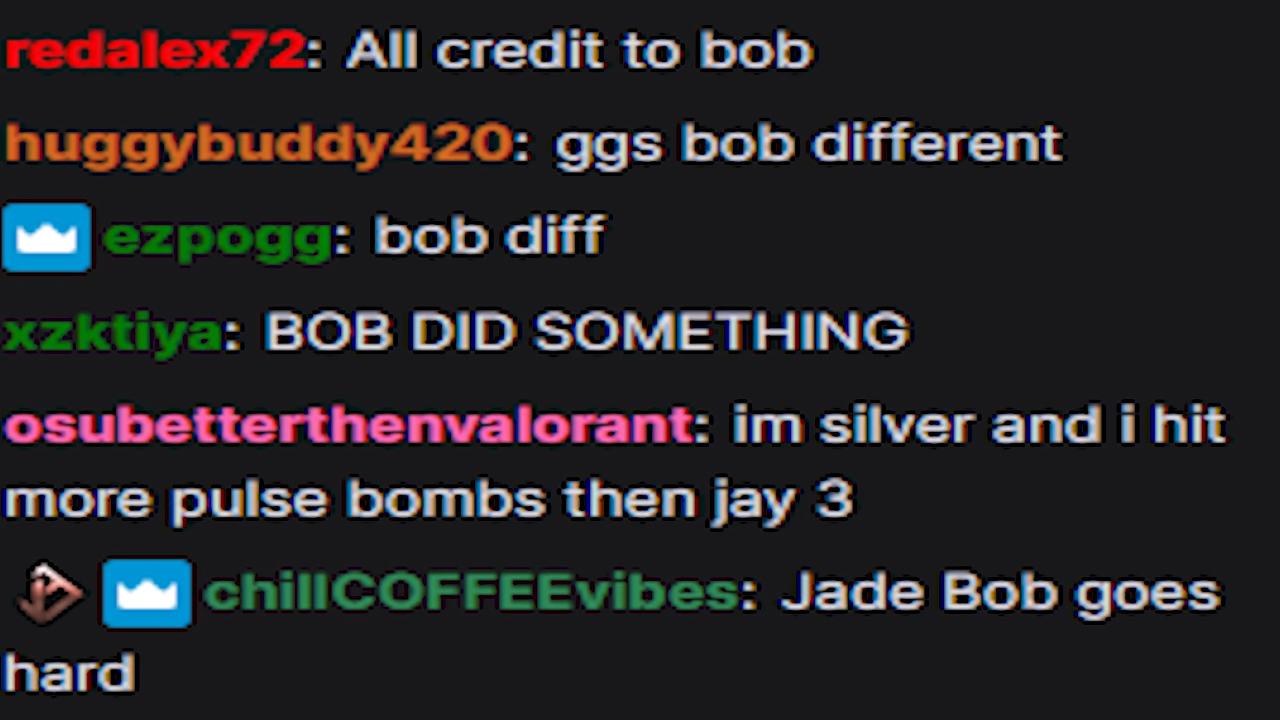 redalex72: All credit to bob
huggybuddy420: ggs bob different
ezpogg: bob diff
xzktiya: BOB DID SOMETHING
osubetterthenvalorant: im silver and i hit
more pulse bombs then jay 3
chillCOFFEEvibes: Jade Bob goes
hard